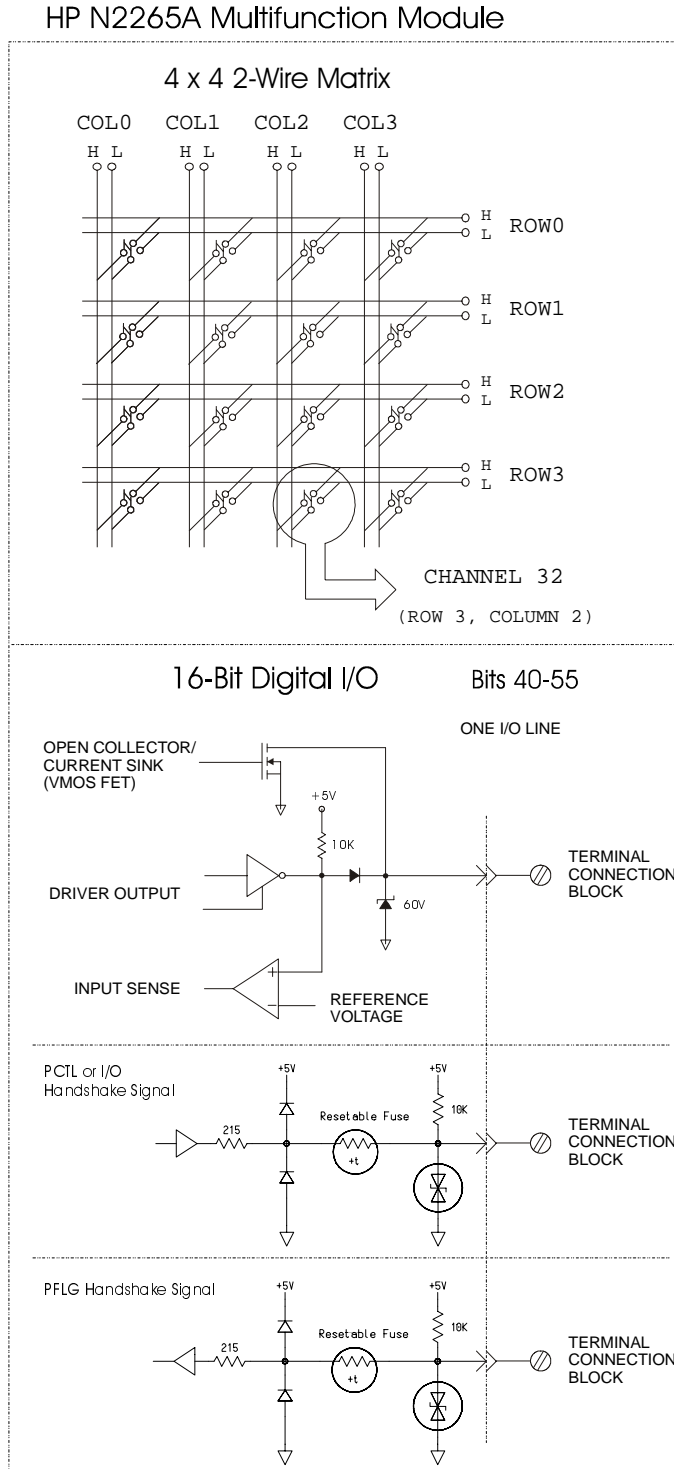 HP N2265A Multifunction Module
4 x 4 2-Wire Matrix
COL0 COL1 COL2 COL3
H L H L H L H L
H
L ROW0
H
L ROW1
H
L ROW2
H
L ROW3
CHANNEL 32
(ROW 3, COLUMN 2)
16-Bit Digital I/O Bits 40-55
ONE I/O LINE
OPEN COLLECTOR/
CURRENT SINK
(VMOS FET)
+5V
10K
DRIVER OUTPUT
60V
TERMINAL
CONNECTION
BLOCK
INPUT SENSE
+
-
REFERENCE
VOLTAGE
PCTL or I/O
Handshake Signal
+5V +5V
215
Resetable Fuse
+t
10K
TERMINAL
CONNECTION
BLOCK
PFLG Handshake Signal
+5V +5V
215
Resetable Fuse
+t
10K
TERMINAL
CONNECTION
BLOCK